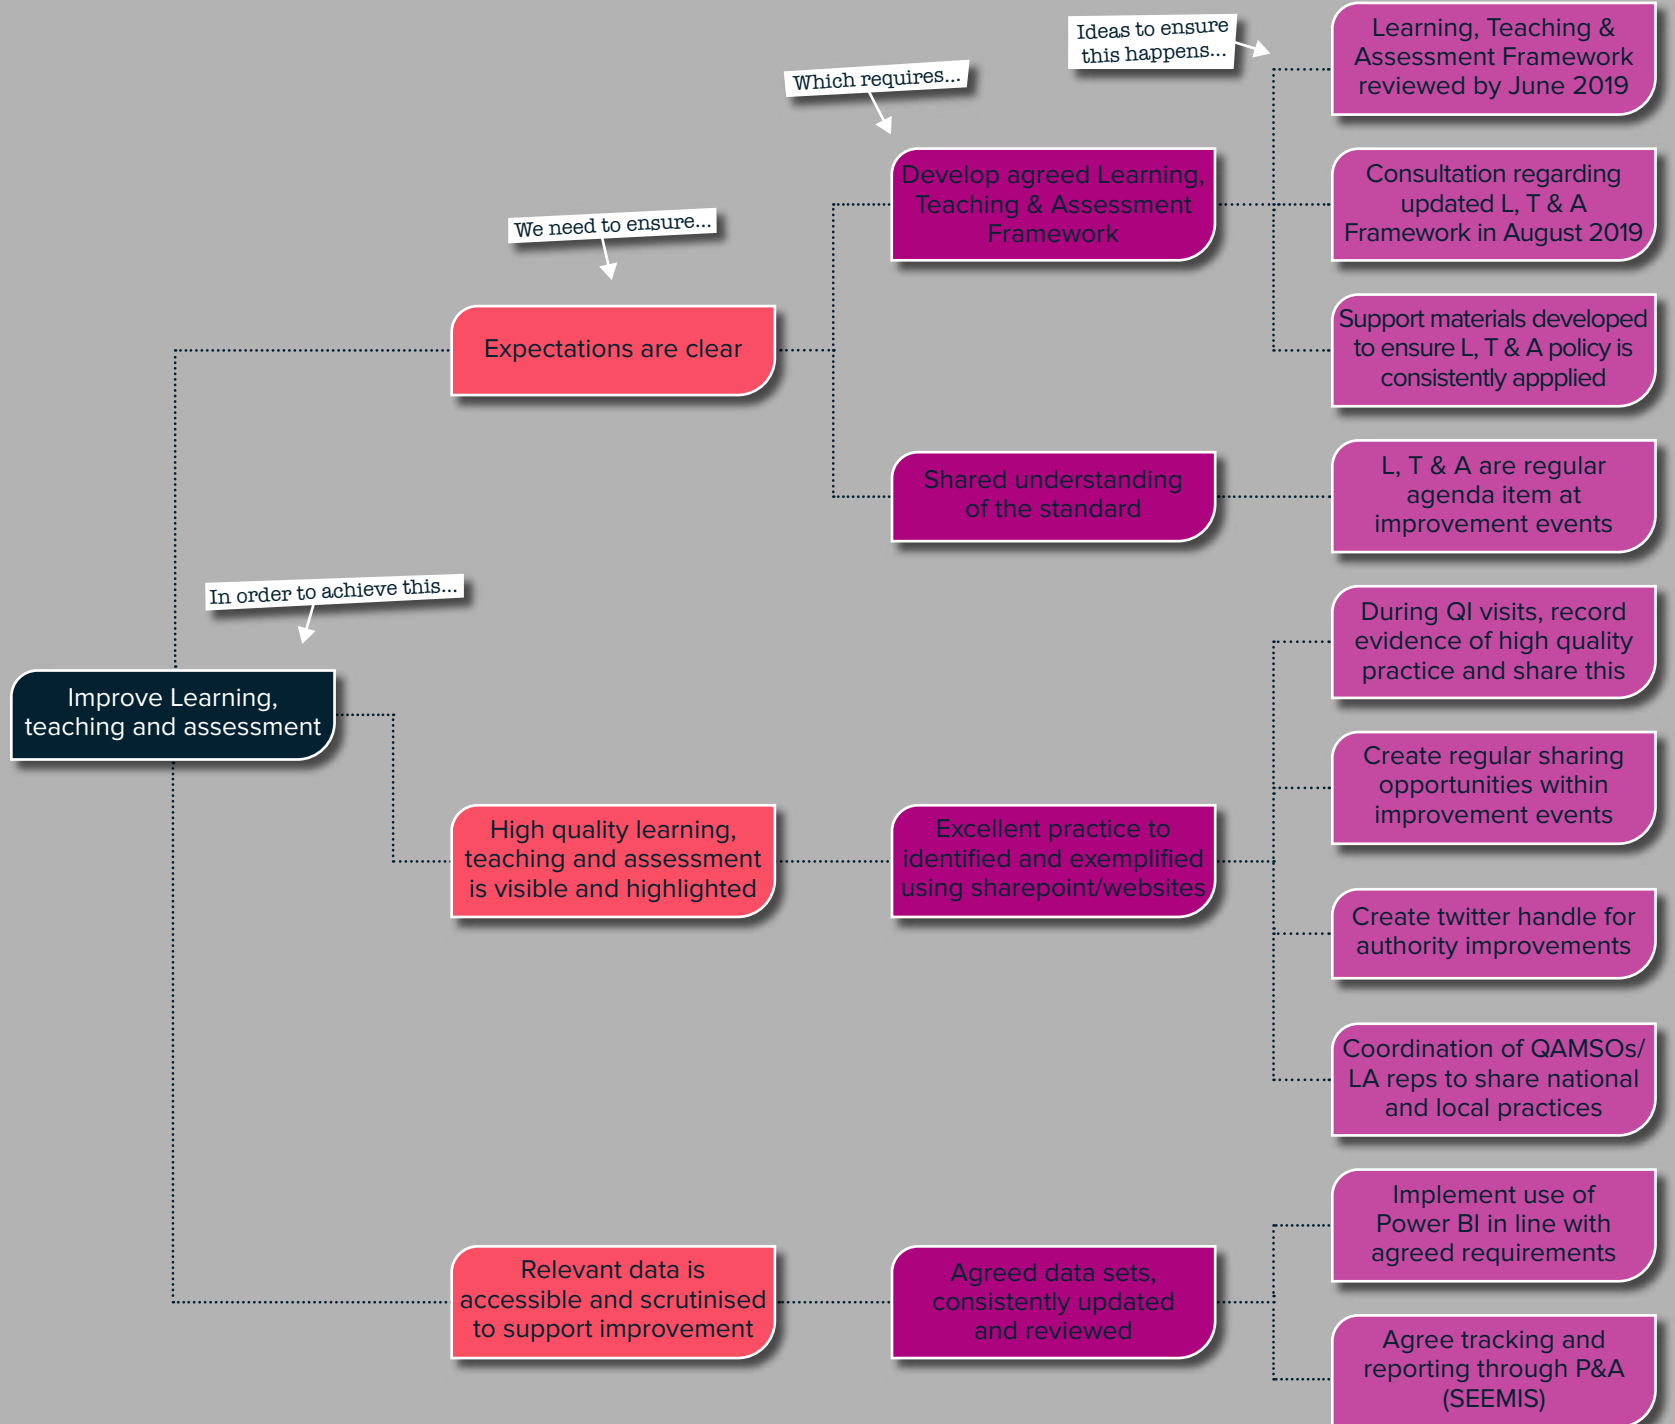 Ideas to ensure
this happens...
Learning, Teaching &
Assessment Framework
reviewed by June 2019
Which requires...
Develop agreed Learning,
Teaching & Assessment
Framework
Consultation regarding
updated L, T & A
Framework in August 2019
We need to ensure...
Expectations are clear
Support materials developed
to ensure L, T & A policy is
consistently appplied
Shared understanding
of the standard
L, T & A are regular
agenda item at
improvement events
In order to achieve this...
Improve Learning,
teaching and assessment
During QI visits, record
evidence of high quality
practice and share this
Create regular sharing
opportunities within
improvement events
High quality learning,
teaching and assessment
is visible and highlighted
Excellent practice to
identified and exemplified
using sharepoint/websites
Create twitter handle for
authority improvements
Coordination of QAMSOs/
LA reps to share national
and local practices
Relevant data is
accessible and scrutinised
to support improvement
Agreed data sets,
consistently updated
and reviewed
Implement use of
Power BI in line with
agreed requirements
Agree tracking and
reporting through P&A
(SEEMIS)